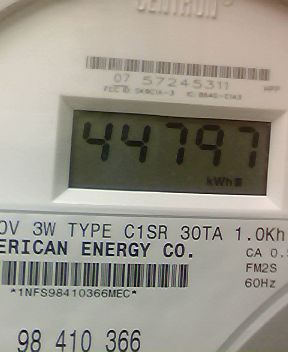 CENTRON®
07 57245311
44797
kWh
0V 3W TYPE C1SR 30TA 1.0Kh
ERICAN ENERGY CO.
CA 0.
FM2S
60Hz
*1NFS98410366MEC*
98 410 366